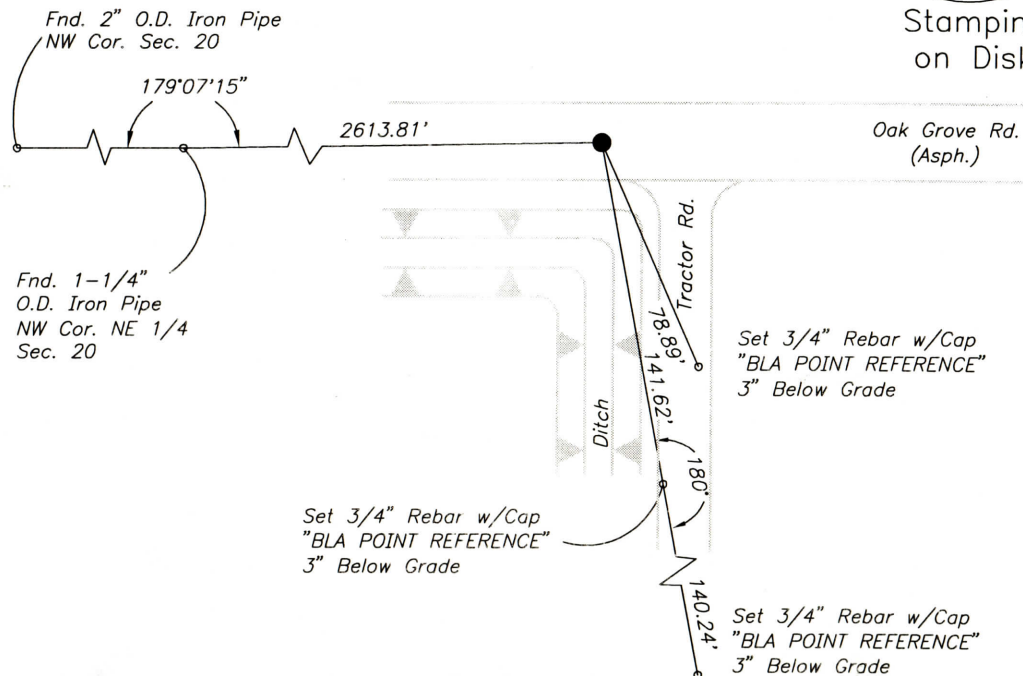 Fnd. 2" O.D. Iron Pipe
NW Cor. Sec. 20
179°07'15"
2613.81'
Oak Grove Rd.
(Asph.)
Fnd. 1-1/4"
O.D. Iron Pipe
NW Cor. NE 1/4
Sec. 20
Tractor Rd.
78.89'
141.62'
Set 3/4" Rebar w/Cap
"BLA POINT REFERENCE"
3" Below Grade
Ditch
180°
Set 3/4" Rebar w/Cap
"BLA POINT REFERENCE"
3" Below Grade
140.24'
Set 3/4" Rebar w/Cap
"BLA POINT REFERENCE"
3" Below Grade
on